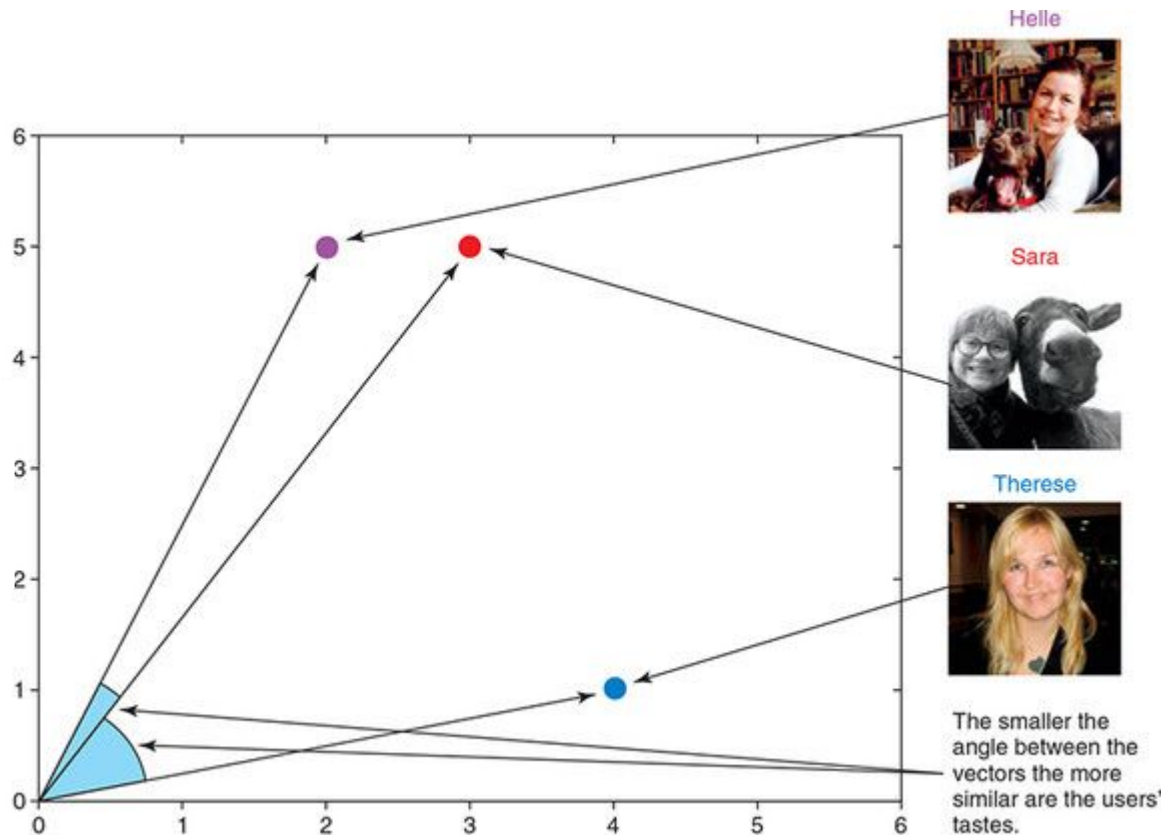 Helle
6
5
Sara
4
3
Therese
2
1
The smaller the
angle between the
vectors the more
similar are the users'
tastes.
0
0 1 2 3 4 5 6